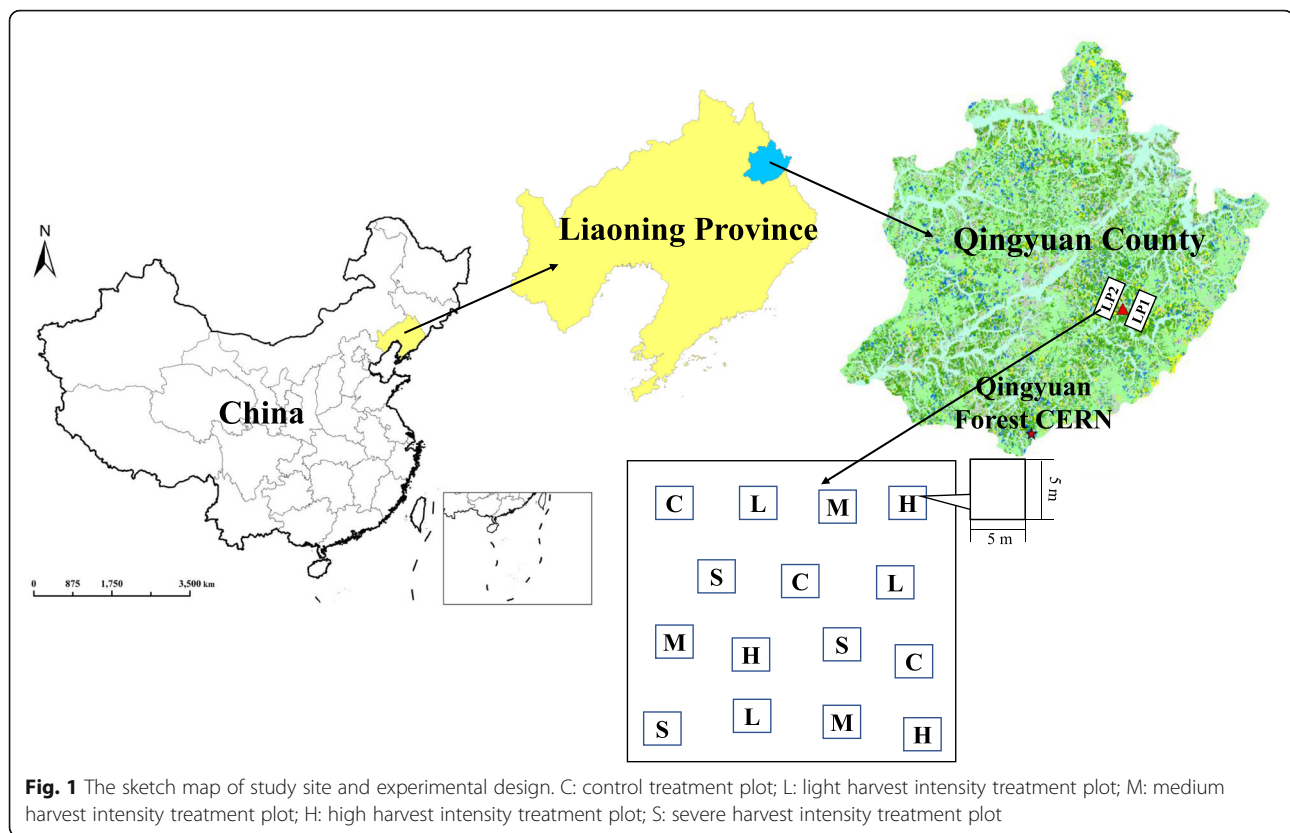 N
China
0 875 1,750 3,500 km
Liaoning Province
Qingyuan County
LP2
LP1
Qingyuan
Forest CERN
C L M H
5 m
5 m
S C L
M H S C
S L M H
Fig. 1 The sketch map of study site and experimental design. C: control treatment plot; L: light harvest intensity treatment plot; M: medium
harvest intensity treatment plot; H: high harvest intensity treatment plot; S: severe harvest intensity treatment plot